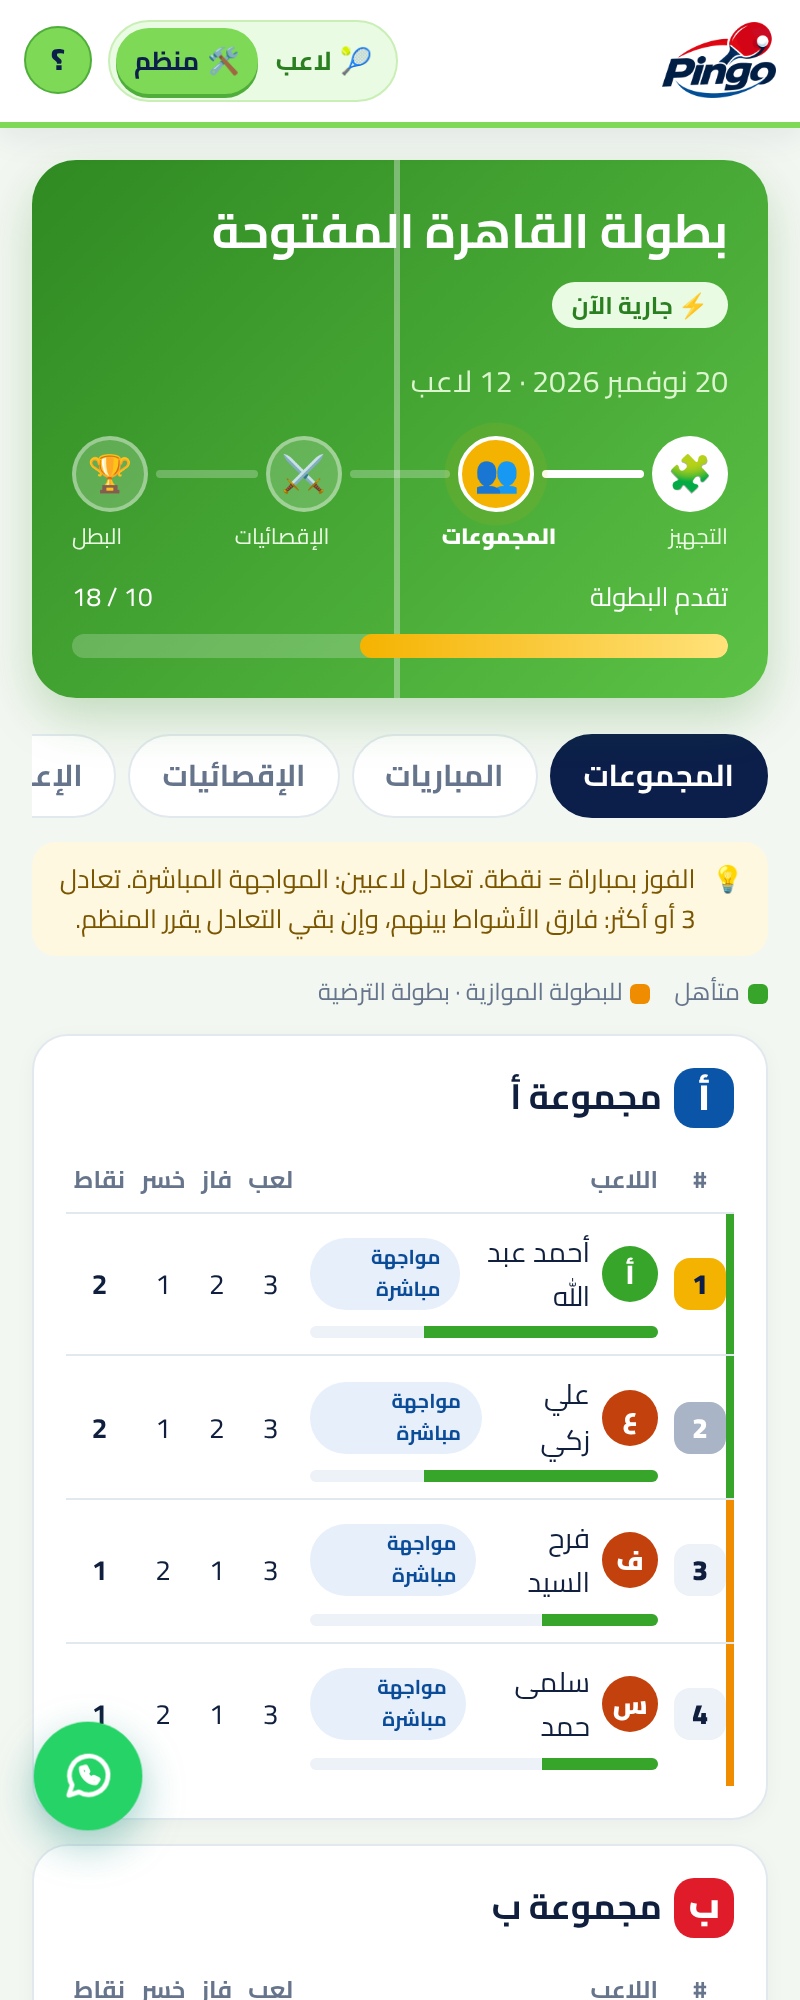 Pingo
🎾 لاعب
🛠️ منظم
؟
بطولة القاهرة المفتوحة
⚡ جارية الآن
20 نوفمبر 2026 · 12 لاعب
التجهيز
المجموعات
الإقصائيات
البطل
تقدم البطولة
10 / 18
المجموعات
المباريات
الإقصائيات
الإع
💡 الفوز بمباراة = نقطة. تعادل لاعبين: المواجهة المباشرة. تعادل
3 أو أكثر: فارق الأشواط بينهم، وإن بقي التعادل يقرر المنظم.
متأهل
للبطولة الموازية · بطولة الترضية
أ مجموعة أ
# اللاعب لعب فاز خسر نقاط
1 أ أحمد عبد الله مواجهة مباشرة 3 2 1 2
2 ع علي زكي مواجهة مباشرة 3 2 1 2
3 ف فرح السيد مواجهة مباشرة 3 1 2 1
4 س سلمى حمد مواجهة مباشرة 3 1 2 1
ب مجموعة ب
# اللاعب لعب فاز خسر نقاط